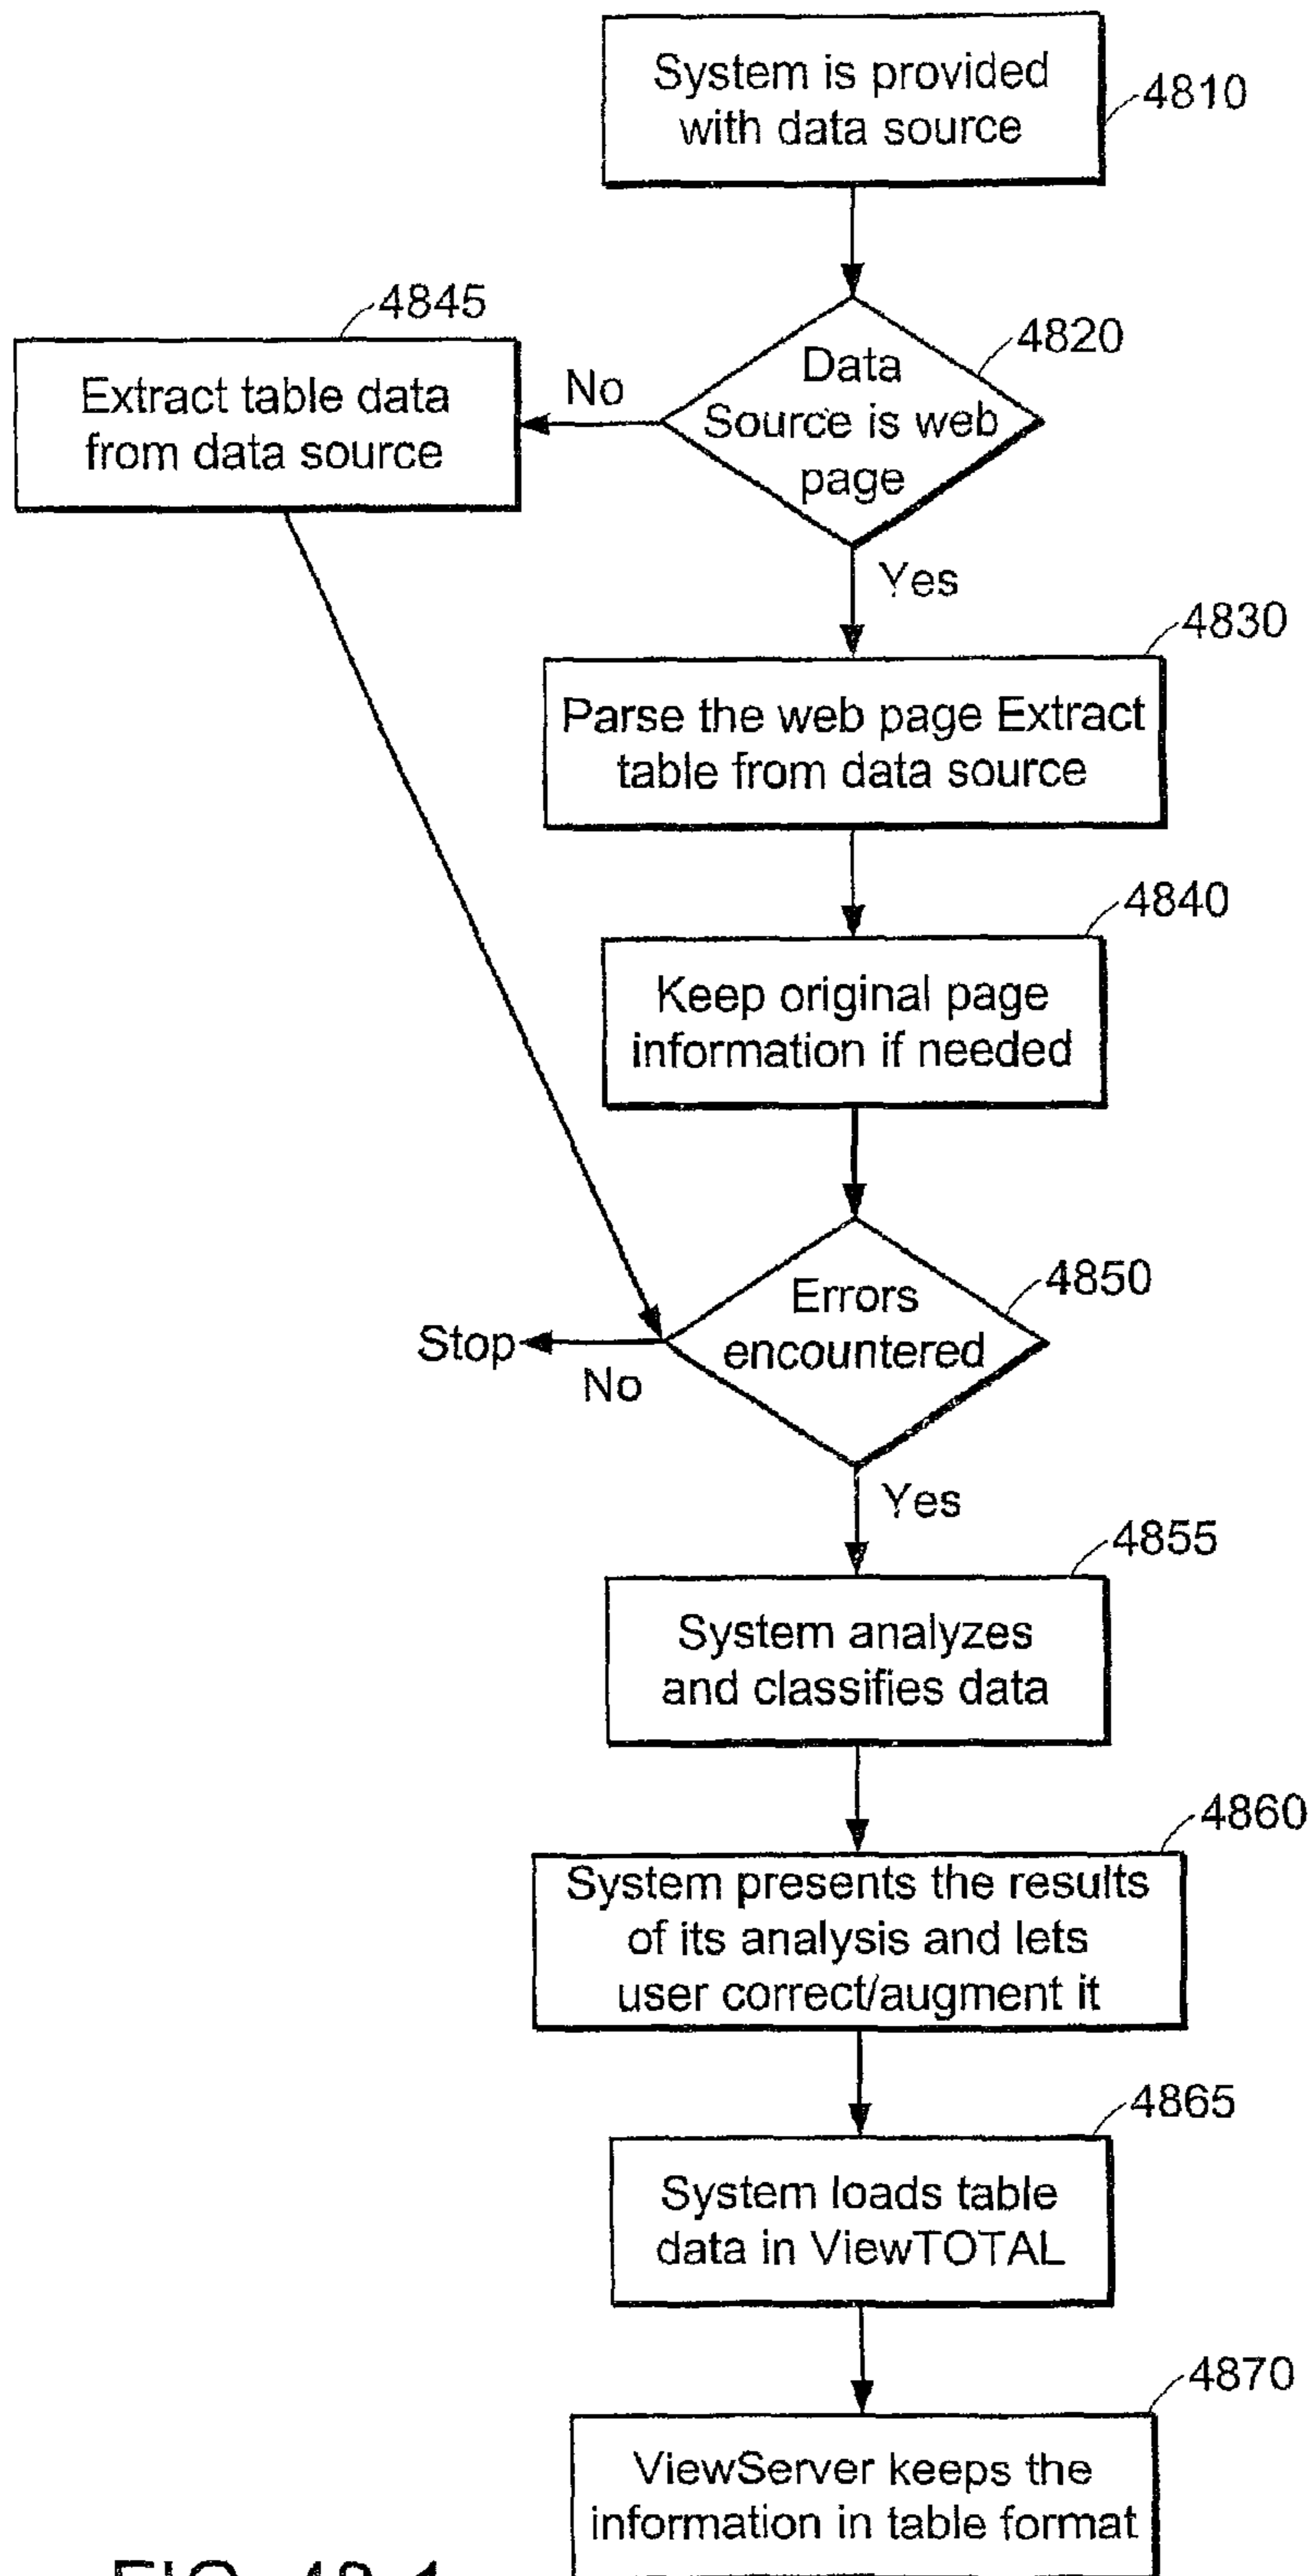 System is provided
with data source
4810
4845
Extract table data
from data source
No
Data
Source is web
page
4820
Yes
4830
Parse the web page Extract
table from data source
4840
Keep original page
information if needed
Errors
encountered
4850
Stop
No
Yes
4855
System analyzes
and classifies data
4860
System presents the results
of its analysis and lets
user correct/augment it
4865
System loads table
data in ViewTOTAL
4870
ViewServer keeps the
information in table format